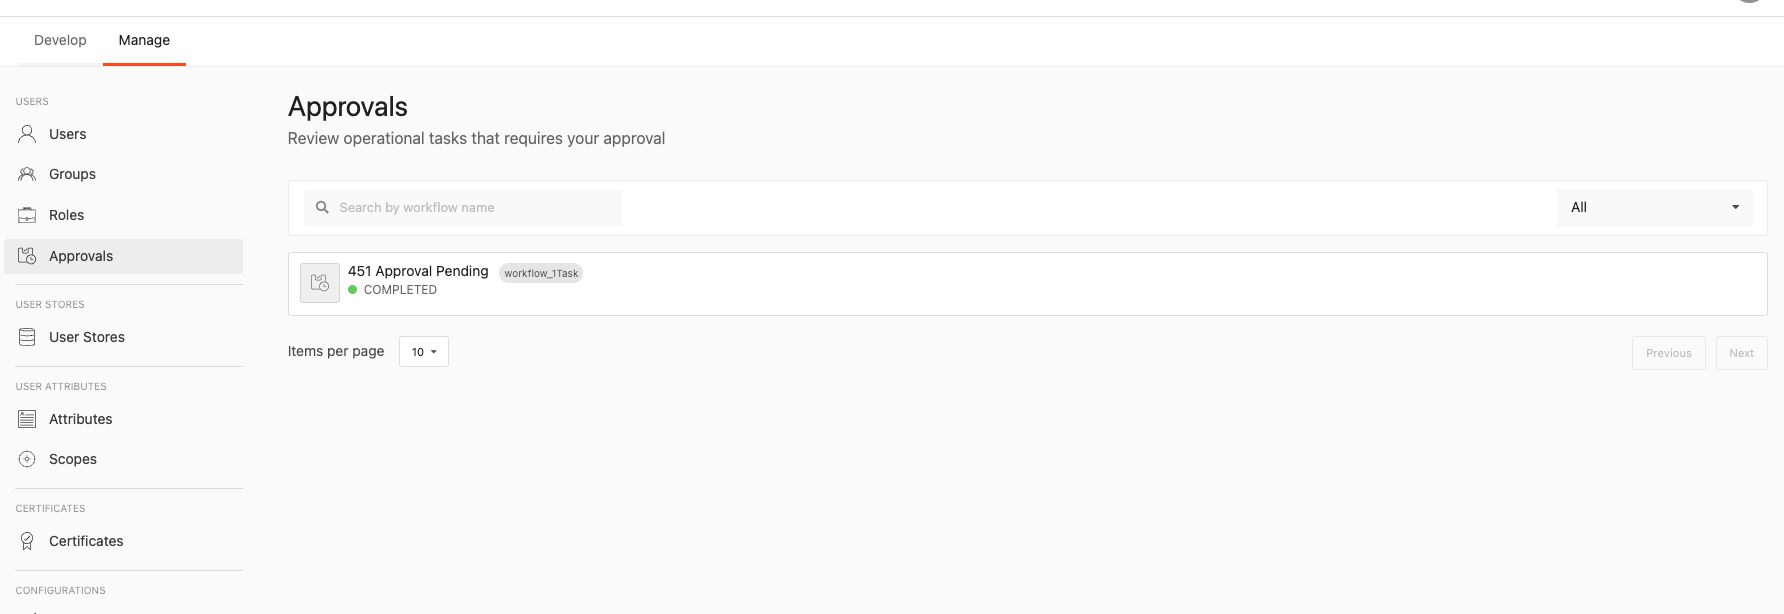 Develop
Manage
USERS
Users
Groups
Roles
Approvals
USER STORES
User Stores
USER ATTRIBUTES
Attributes
Scopes
CERTIFICATES
Certificates
CONFIGURATIONS
Approvals
Review operational tasks that requires your approval
Search by workflow name
All
451 Approval Pending workflow_1Task
COMPLETED
Items per page 10
Previous Next